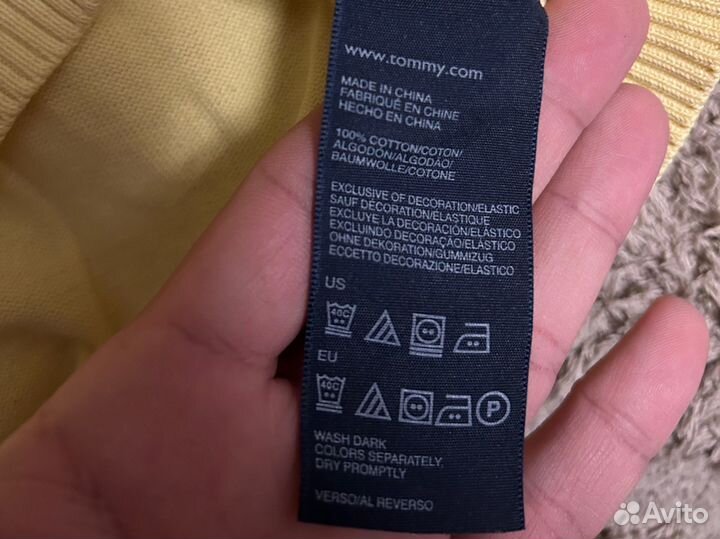 www.tommy.com
MADE IN CHINA
FABRIQUÉ EN CHINE
HECHO EN CHINA
100% COTTON/COTON/
ALGODÓN/ALGODÃO/
BAUMWOLLE/COTONE
EXCLUSIVE OF DECORATION/ELASTIC
SAUF DÉCORATION/ÉLASTIQUE
EXCLUYE LA DECORACIÓN/ELÁSTICO
EXCLUINDO DECORAÇÃO/ELÁSTICO
OHNE DEKORATION/GUMMIZUG
ECCETTO DECORAZIONE/ELASTICO
US
40C
EU
40C P
WASH DARK
COLORS SEPARATELY,
DRY PROMPTLY
VERSO/AL REVERSO
Avito